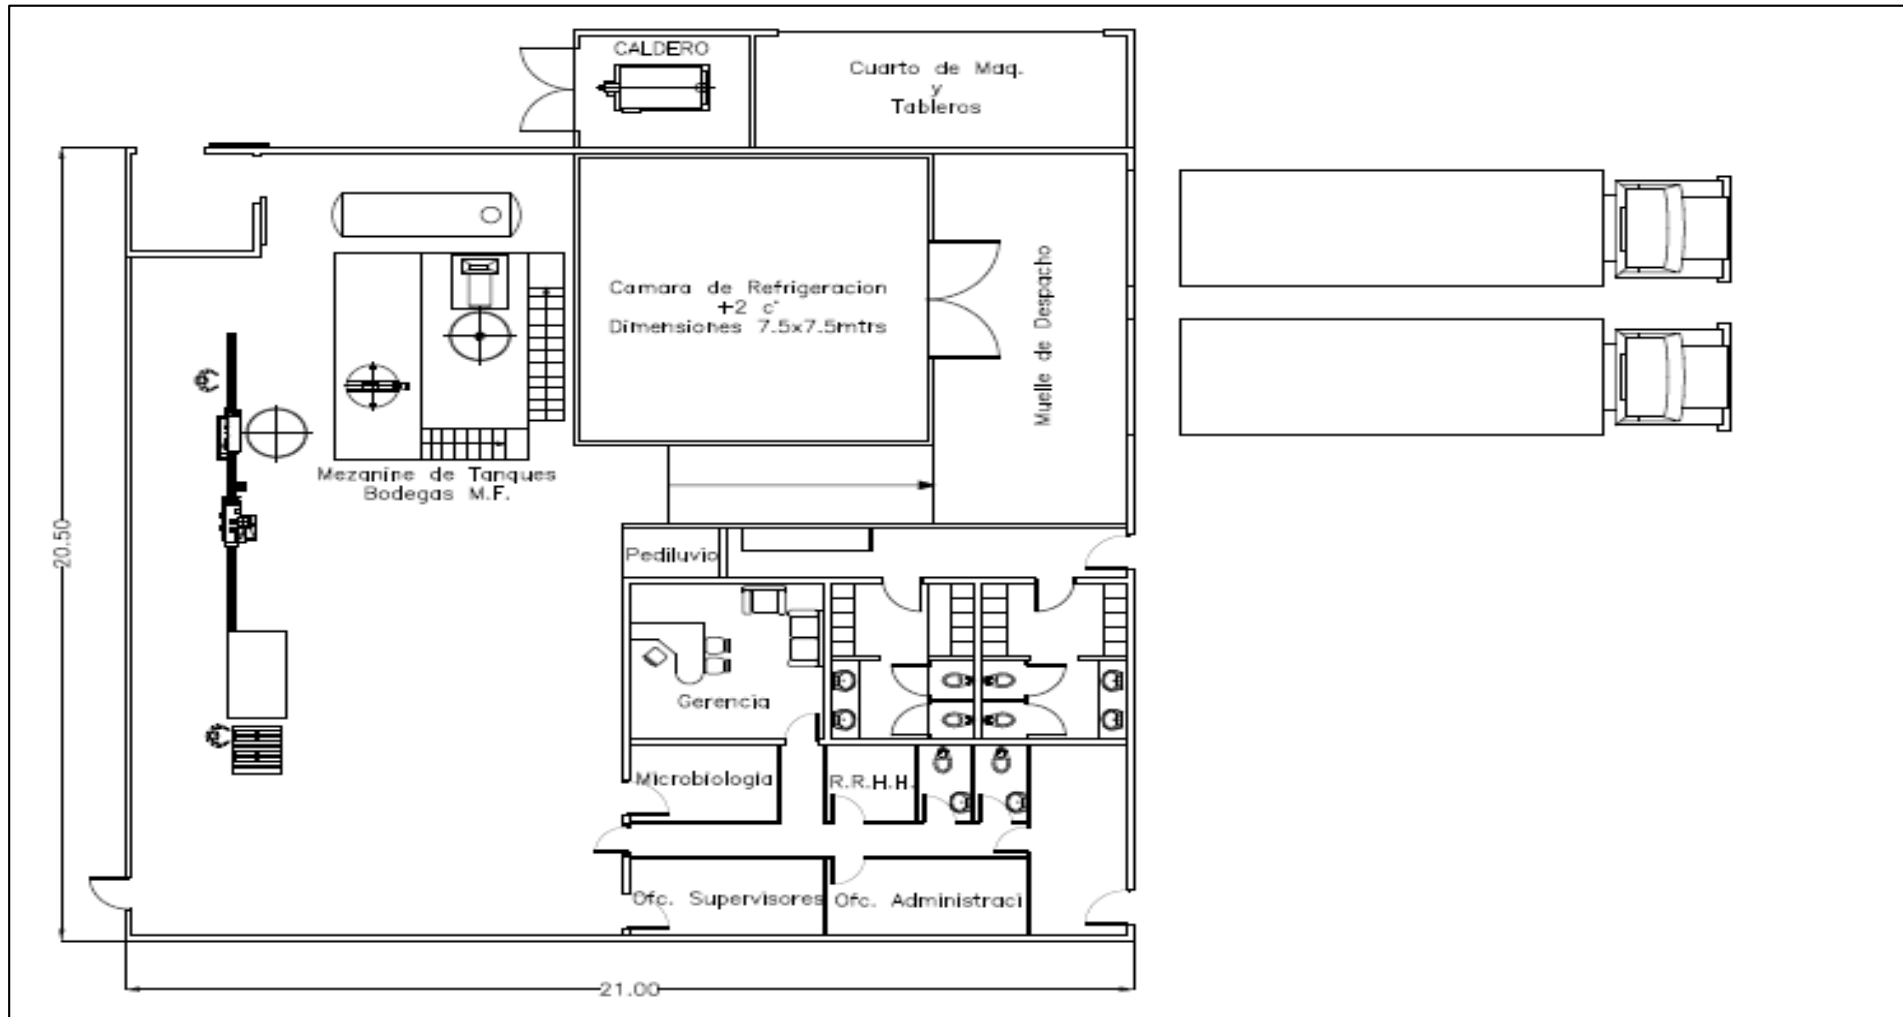 CALDERO
Cuarto de Maq.
y
Tableros
Camara de Refrigeracion
+2 c°
Dimensiones 7.5x7.5mtrs
Muelle de Despacho
Mezanine de Tanques
Bodegas M.F.
20.50
Pediluvio
Gerencia
Microbiologia
R.R.H.H.
Ofc. Supervisores
Ofc. Administraci
21.00